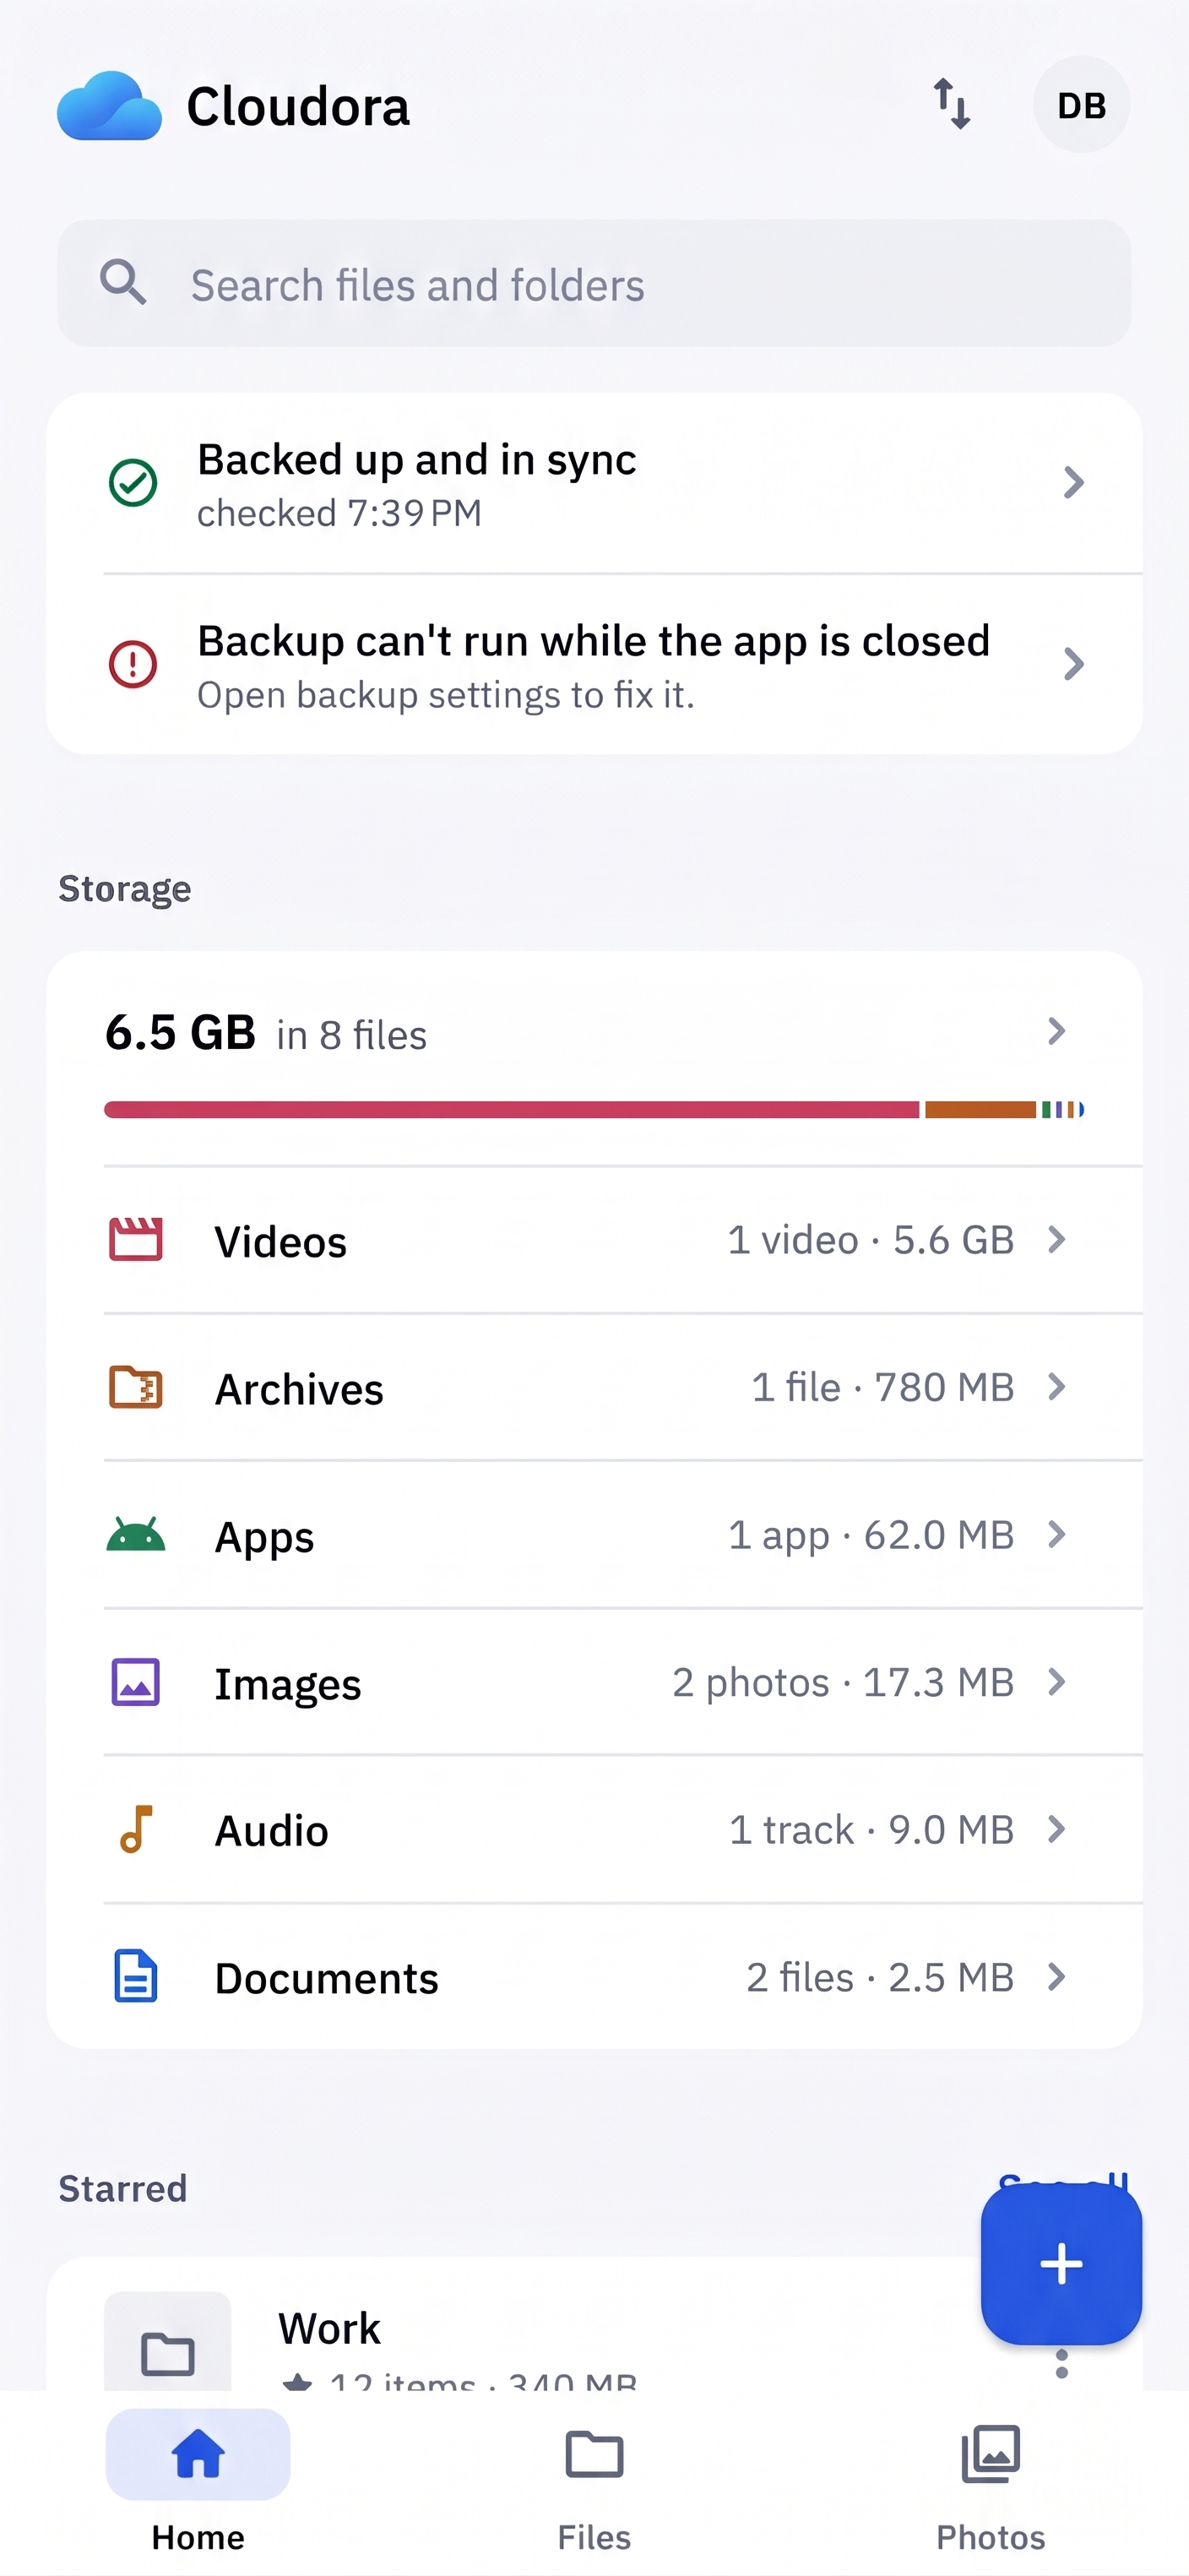 Cloudora
DB
Search files and folders
Backed up and in sync
checked 7:39 PM
Backup can't run while the app is closed
Open backup settings to fix it.
Storage
6.5 GB in 8 files
Videos 1 video · 5.6 GB
Archives 1 file · 780 MB
Apps 1 app · 62.0 MB
Images 2 photos · 17.3 MB
Audio 1 track · 9.0 MB
Documents 2 files · 2.5 MB
Starred
Work
12 items · 340 MB
Home
Files
Photos